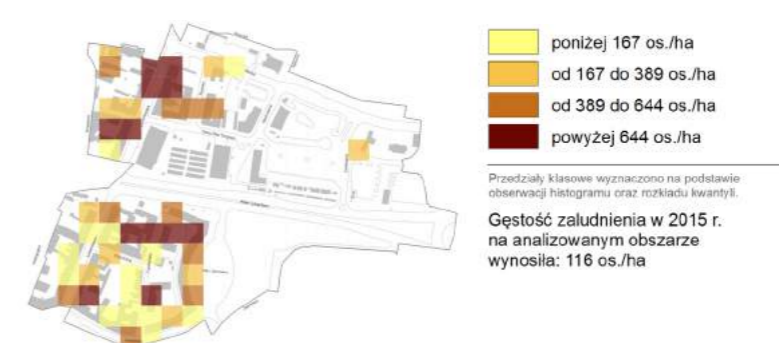 poniżej 167 os./ha
od 167 do 389 os./ha
od 389 do 644 os./ha
powyżej 644 os./ha
Przedziały klasowe wyznaczono na podstawie
obserwacji histogramu oraz rozkładu kwantyli.
Gęstość zaludnienia w 2015 r.
na analizowanym obszarze
wynosiła: 116 os./ha